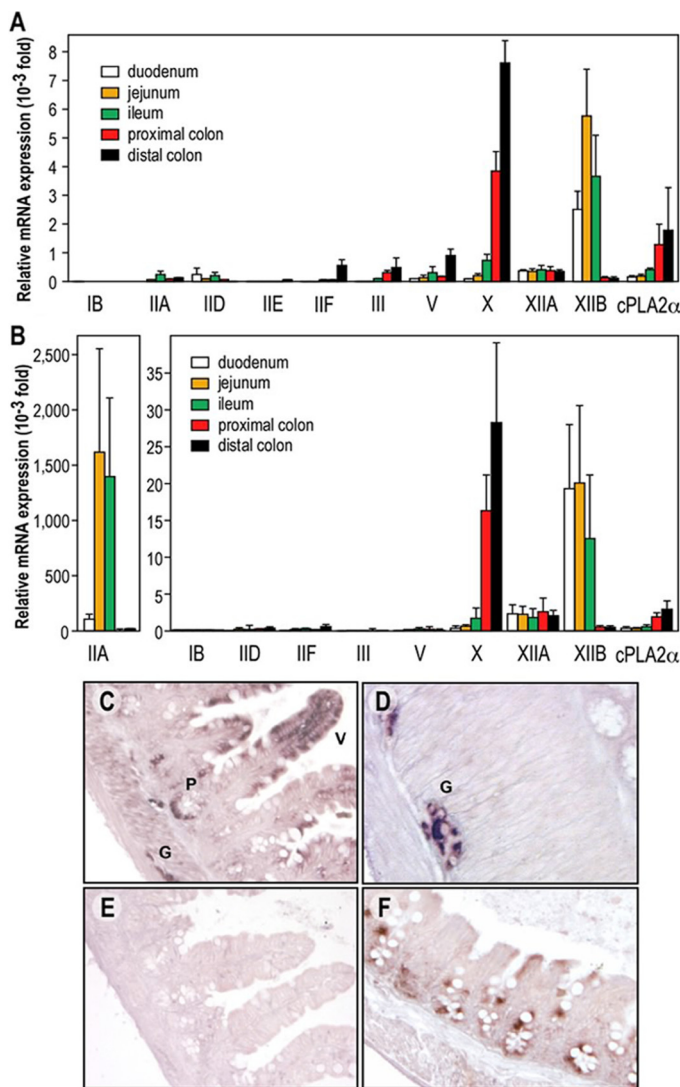 A
Relative mRNA expression (10-3 fold)
8
7
6
5
4
3
2
1
0
duodenum
jejunum
ileum
proximal colon
distal colon
IB IIA IID IIE IIF III V X XIIA XIIB cPLA2α
B
Relative mRNA expression (10-3 fold)
2,500
2,000
1,500
1,000
500
0
IIA
35
30
25
20
15
10
5
0
duodenum
jejunum
ileum
proximal colon
distal colon
IB IID IIF III V X XIIA XIIB cPLA2α
C
V
P
G
D
G
E
F